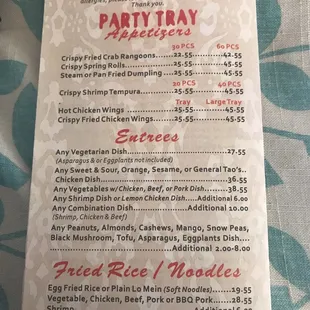 allergies, please
Thank you.
PARTY TRAY
Appetizers
30 PCS 60 PCS
Crispy Fried Crab Rangoons 22.55 42.55
Crispy Spring Rolls 25.55 45.55
Steam or Pan Fried Dumpling 25.55 45.55
20 PCS 40 PCS
Crispy Shrimp Tempura 25.55 45.55
Tray Large Tray
Hot Chicken Wings 25.55 45.55
Crispy Fried Chicken Wings 25.55 45.55
Entrees
Any Vegetarian Dish 27.55
(Asparagus & or Eggplants not included)
Any Sweet & Sour, Orange, Sesame, or General Tao's
Chicken Dish 36.55
Any Vegetables w/ Chicken, Beef, or Pork Dish 38.55
Any Shrimp Dish or Lemon Chicken Dish Additional 6.00
Any Combination Dish Additional 10.00
(Shrimp, Chicken & Beef)
Any Peanuts, Almonds, Cashews, Mango, Snow Peas,
Black Mushroom, Tofu, Asparagus, Eggplants Dish
2.00 Additional 8.00
Fried Rice / Noodles
Egg Fried Rice or Plain Lo Mein (Soft Noodles) 19.55
Vegetable, Chicken, Beef, Pork or BBQ Pork 28.55
Shrimp